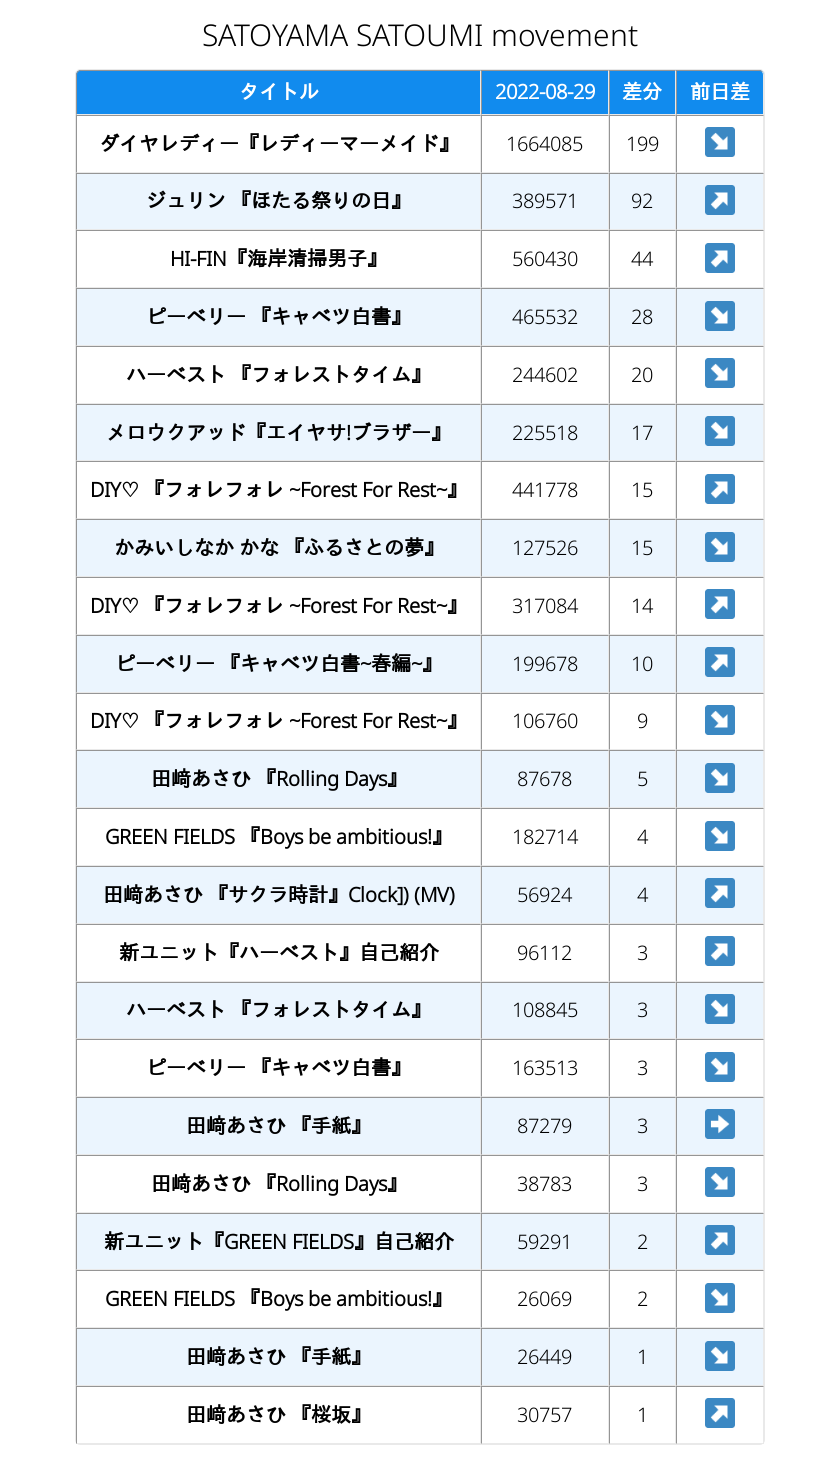 SATOYAMA SATOUMI movement
タイトル 2022-08-29 差分 前日差
ダイヤレディー『レディーマーメイド』 1664085 199 ↘
ジュリン 『ほたる祭りの日』 389571 92 ↗
HI-FIN『海岸清掃男子』 560430 44 ↗
ピーベリー 『キャベツ白書』 465532 28 ↘
ハーベスト 『フォレストタイム』 244602 20 ↘
メロウクアッド『エイヤサ!ブラザー』 225518 17 ↘
DIY♡ 『フォレフォレ ~Forest For Rest~』 441778 15 ↗
かみいしなか かな 『ふるさとの夢』 127526 15 ↘
DIY♡ 『フォレフォレ ~Forest For Rest~』 317084 14 ↗
ピーベリー 『キャベツ白書~春編~』 199678 10 ↗
DIY♡ 『フォレフォレ ~Forest For Rest~』 106760 9 ↘
田﨑あさひ 『Rolling Days』 87678 5 ↘
GREEN FIELDS 『Boys be ambitious!』 182714 4 ↘
田﨑あさひ 『サクラ時計』Clock]) (MV) 56924 4 ↗
新ユニット『ハーベスト』自己紹介 96112 3 ↗
ハーベスト 『フォレストタイム』 108845 3 ↘
ピーベリー 『キャベツ白書』 163513 3 ↘
田﨑あさひ 『手紙』 87279 3 ➡
田﨑あさひ 『Rolling Days』 38783 3 ↘
新ユニット『GREEN FIELDS』自己紹介 59291 2 ↗
GREEN FIELDS 『Boys be ambitious!』 26069 2 ↘
田﨑あさひ 『手紙』 26449 1 ↘
田﨑あさひ 『桜坂』 30757 1 ↗